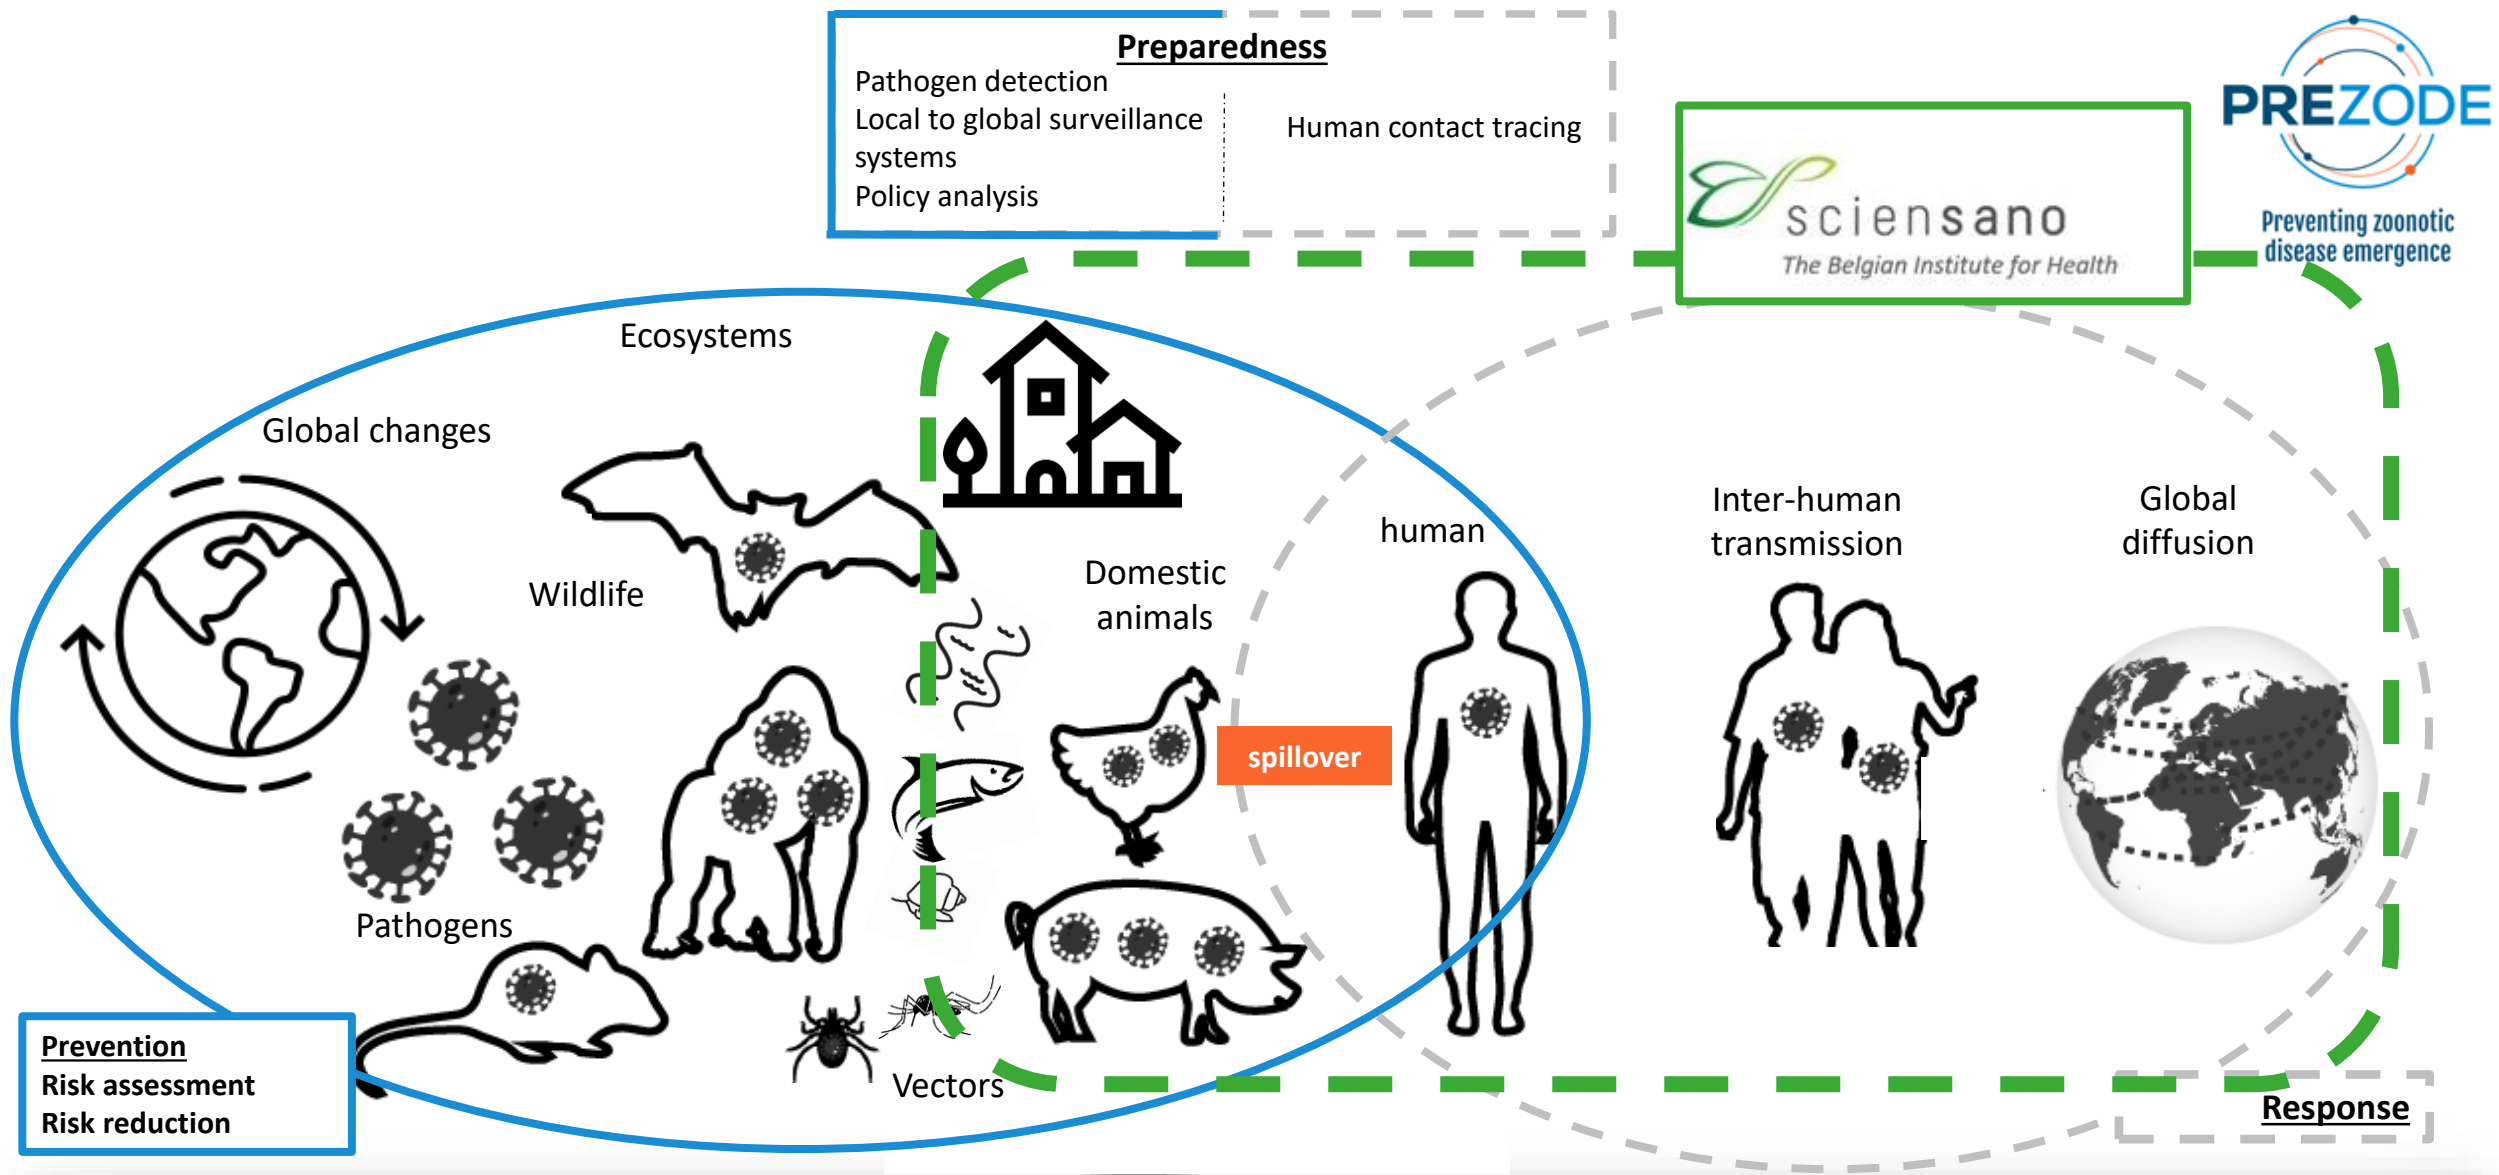 Preparedness
Pathogen detection
Local to global surveillance
systems
Policy analysis
Human contact tracing
sciensano
The Belgian Institute for Health
PREZODE
Preventing zoonotic
disease emergence
Ecosystems
Global changes
Wildlife
Domestic
animals
human
Inter-human
transmission
Global
diffusion
spillover
Pathogens
Vectors
Prevention
Risk assessment
Risk reduction
Response